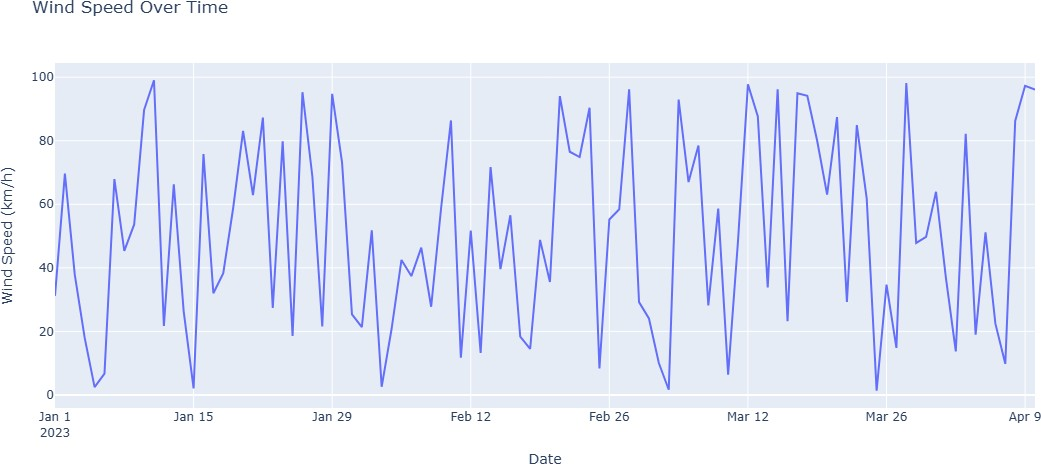 Wind Speed Over Time
Wind Speed (km/h)
100
80
60
40
20
0
Jan 1 Jan 15 Jan 29 Feb 12 Feb 26 Mar 12 Mar 26 Apr 9
2023
Date